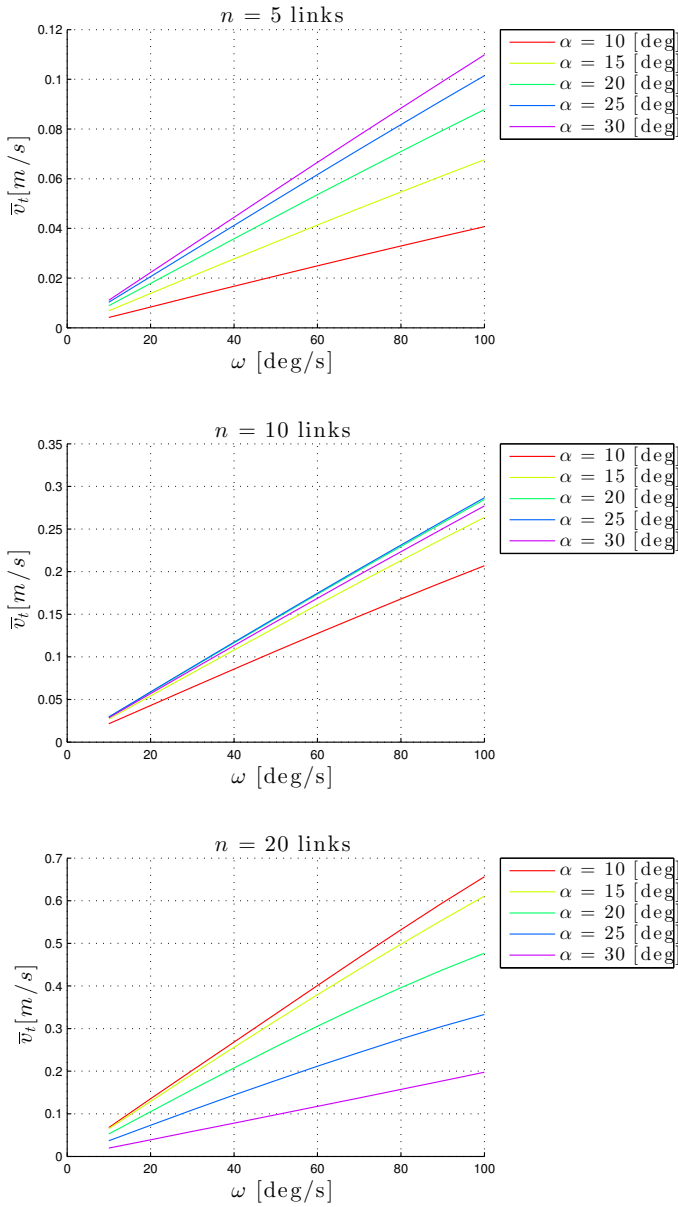 n = 5 links
0.12
0.1
0.08
0.06
0.04
0.02
0
v̅ₜ[m/s]
0 20 40 60 80 100
ω [deg/s]
α = 10 [deg]
α = 15 [deg]
α = 20 [deg]
α = 25 [deg]
α = 30 [deg]
n = 10 links
0.35
0.3
0.25
0.2
0.15
0.1
0.05
0
v̅ₜ[m/s]
0 20 40 60 80 100
ω [deg/s]
α = 10 [deg]
α = 15 [deg]
α = 20 [deg]
α = 25 [deg]
α = 30 [deg]
n = 20 links
0.7
0.6
0.5
0.4
0.3
0.2
0.1
0
v̅ₜ[m/s]
0 20 40 60 80 100
ω [deg/s]
α = 10 [deg]
α = 15 [deg]
α = 20 [deg]
α = 25 [deg]
α = 30 [deg]